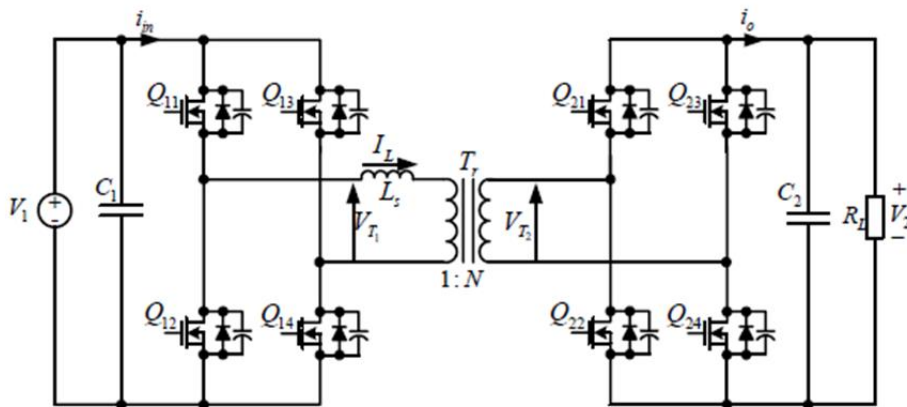 i_in
i_o
Q_11
Q_13
Q_21
Q_23
I_L
T_r
C_1
L_s
C_2
V_1
V_T1
V_T2
R_L
+
V_2
−
1:N
Q_12
Q_14
Q_22
Q_24